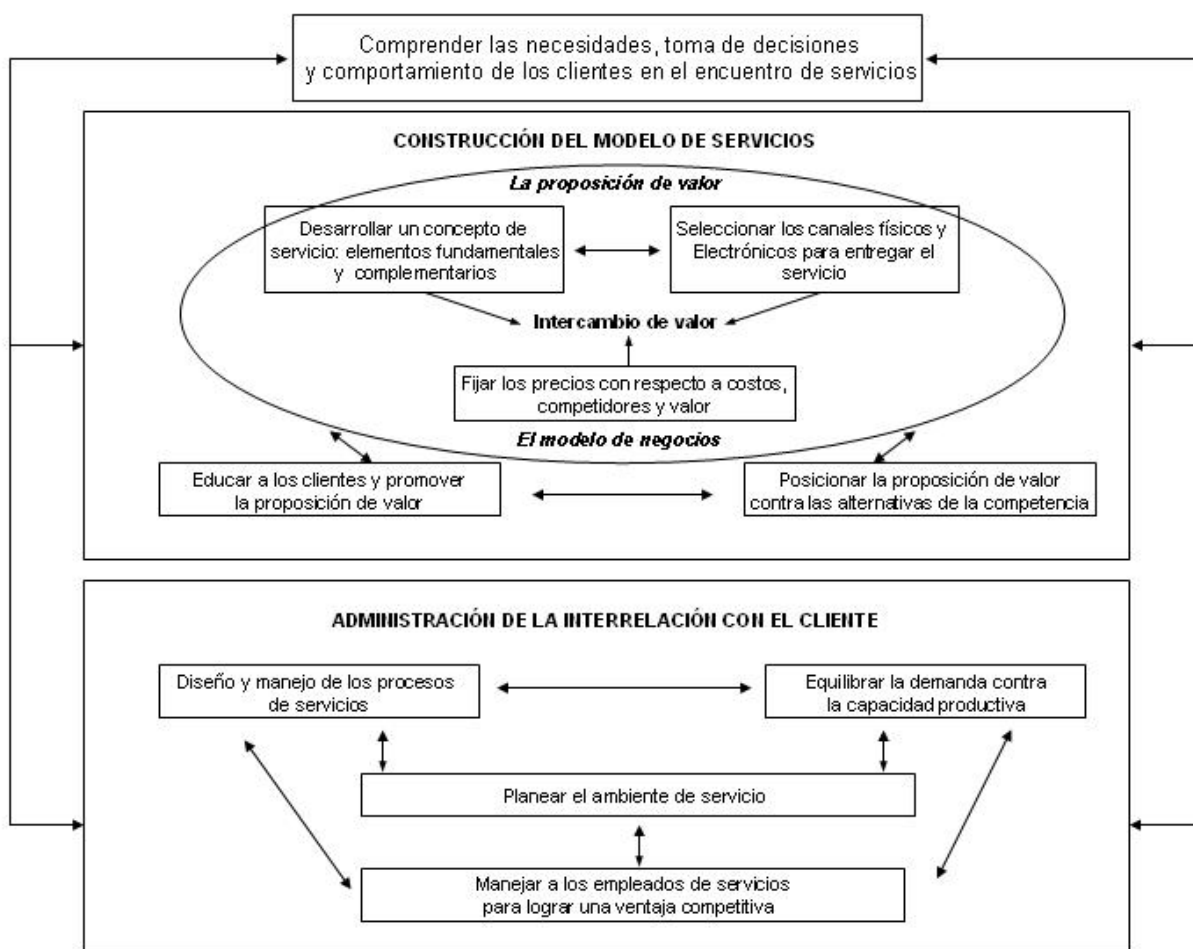 Comprender las necesidades, toma de decisiones
y comportamiento de los clientes en el encuentro de servicios
CONSTRUCCIÓN DEL MODELO DE SERVICIOS
La proposición de valor
Desarrollar un concepto de
servicio: elementos fundamentales
y complementarios
Seleccionar los canales físicos y
Electrónicos para entregar el
servicio
Intercambio de valor
Fijar los precios con respecto a costos,
competidores y valor
El modelo de negocios
Educar a los clientes y promover
la proposición de valor
Posicionar la proposición de valor
contra las alternativas de la competencia
ADMINISTRACIÓN DE LA INTERRELACIÓN CON EL CLIENTE
Diseño y manejo de los procesos
de servicios
Equilibrar la demanda contra
la capacidad productiva
Planear el ambiente de servicio
Manejar a los empleados de servicios
para lograr una ventaja competitiva